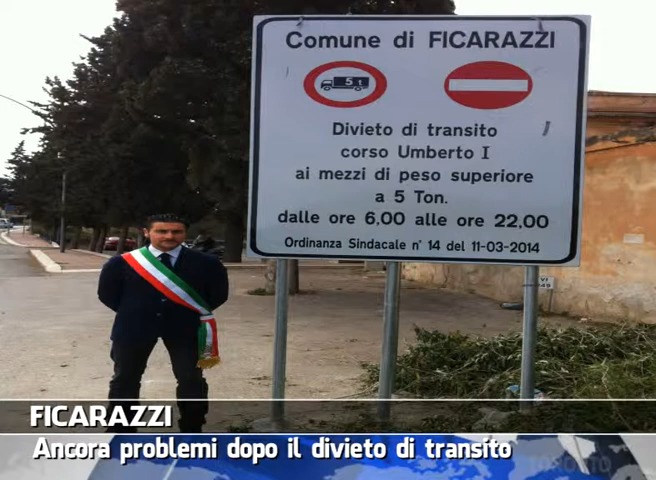 Comune di FICARAZZI
5 t
Divieto di transito
corso Umberto I
ai mezzi di peso superiore
a 5 Ton.
dalle ore 6,00 alle ore 22,00
Ordinanza Sindacale n° 14 del 11-03-2014
FICARAZZI
Ancora problemi dopo il divieto di transito